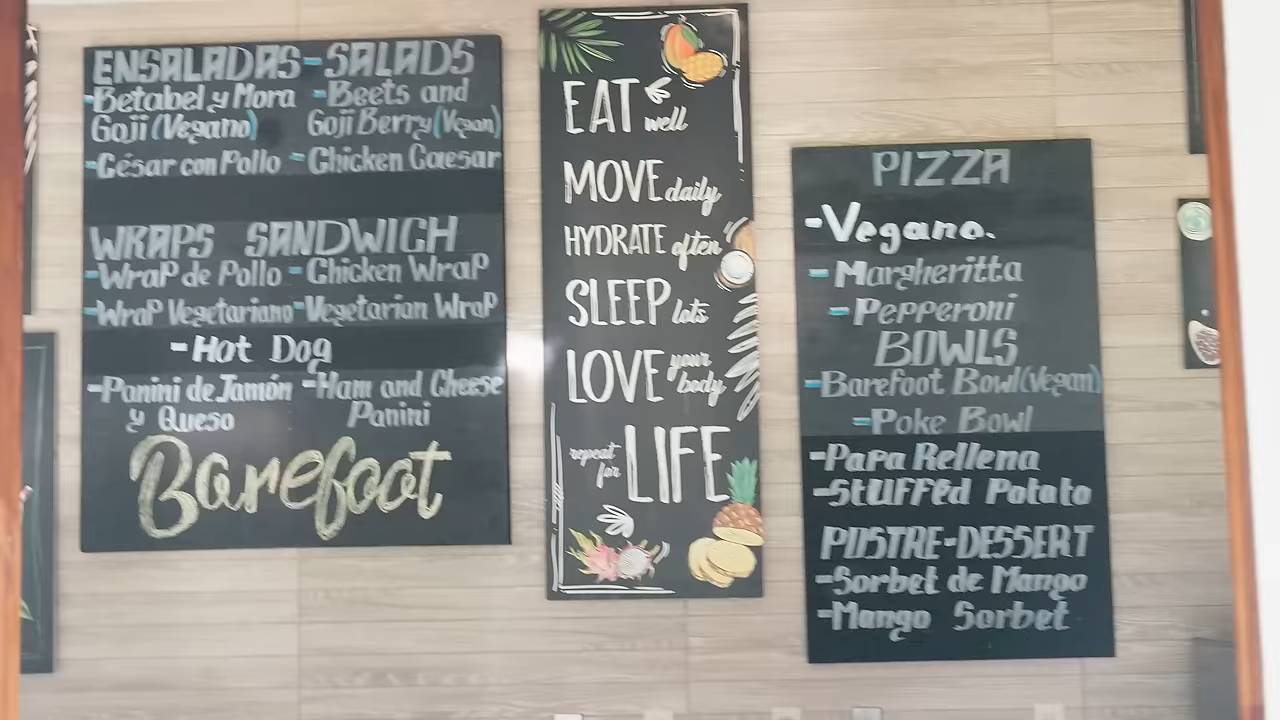 ENSALADAS-SALADS
-Betabel y Mora -Beets and
Goji (Vegano) Goji Berry (Vegan)
-César con Pollo -Chicken Caesar
WRAPS SANDWICH
-Wrap de Pollo -Chicken Wrap
-Wrap Vegetariano -Vegetarian Wrap
-Hot Dog
-Panini de Jamón -Ham and Cheese
y Queso Panini
Barefoot
EAT well
MOVE daily
HYDRATE often
SLEEP lots
LOVE your body
repeat for LIFE
PIZZA
-Vegana.
-Margheritta
-Pepperoni
BOWLS
-Barefoot Bowl (Vegan)
-Poke Bowl
-Papa Rellena
-Stuffed Potato
POSTRE-DESSERT
-Sorbet de Mango
-Mango Sorbet